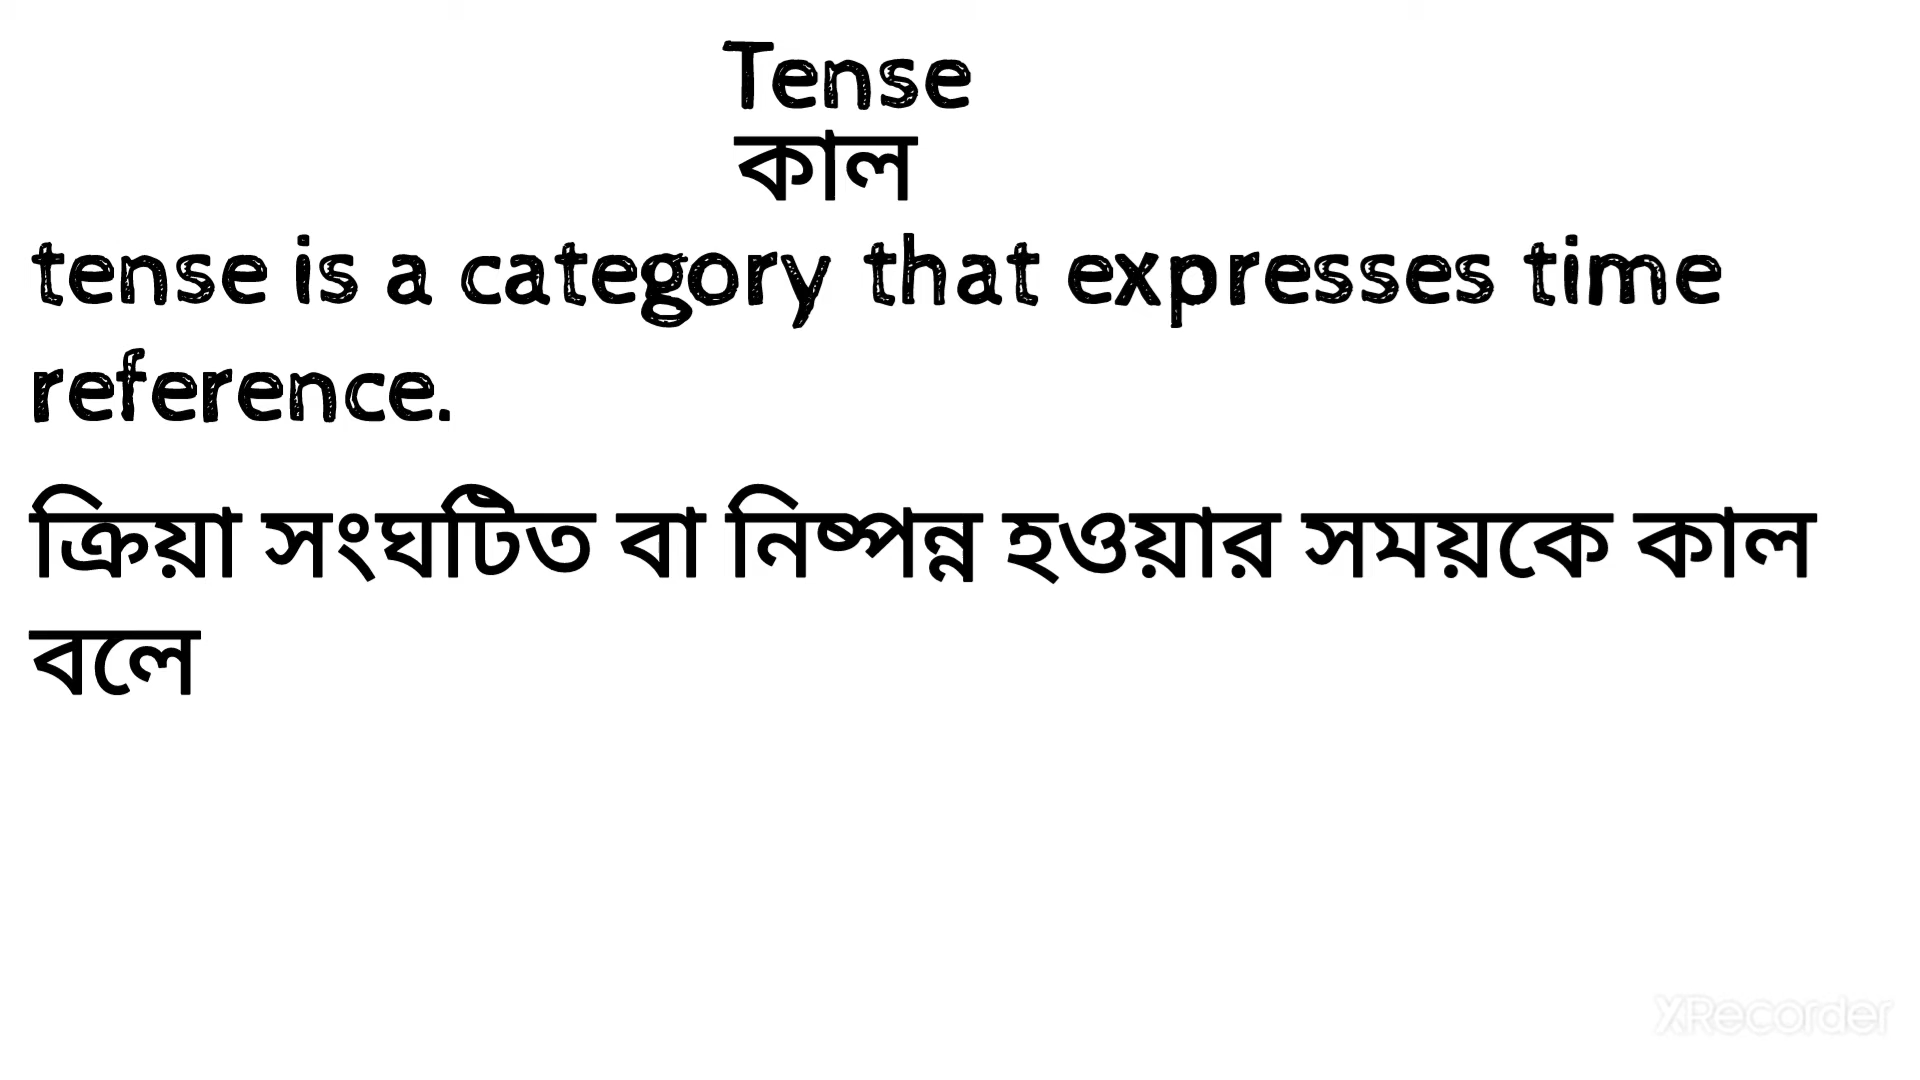 Tense
কাল
tense is a category that expresses time
reference.
ক্রিয়া সংঘটিত বা নিষ্পন্ন হওয়ার সময়কে কাল
বলে
XRecorder